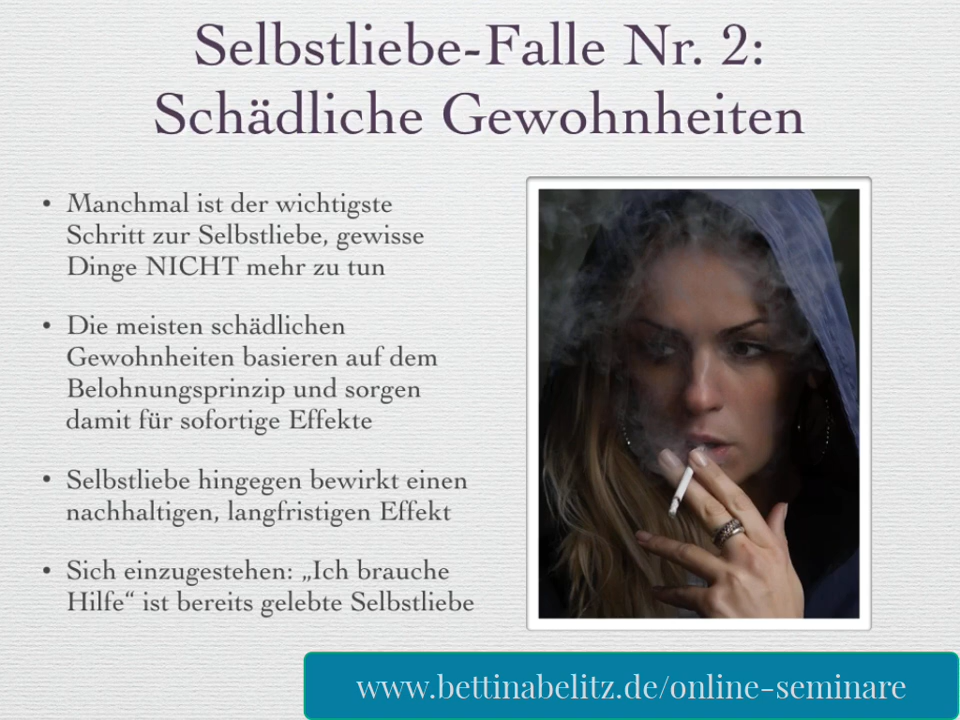 Selbstliebe-Falle Nr. 2:
Schädliche Gewohnheiten
• Manchmal ist der wichtigste
Schritt zur Selbstliebe, gewisse
Dinge NICHT mehr zu tun
• Die meisten schädlichen
Gewohnheiten basieren auf dem
Belohnungsprinzip und sorgen
damit für sofortige Effekte
• Selbstliebe hingegen bewirkt einen
nachhaltigen, langfristigen Effekt
• Sich einzugestehen: „Ich brauche
Hilfe“ ist bereits gelebte Selbstliebe
www.bettinabelitz.de/online-seminare